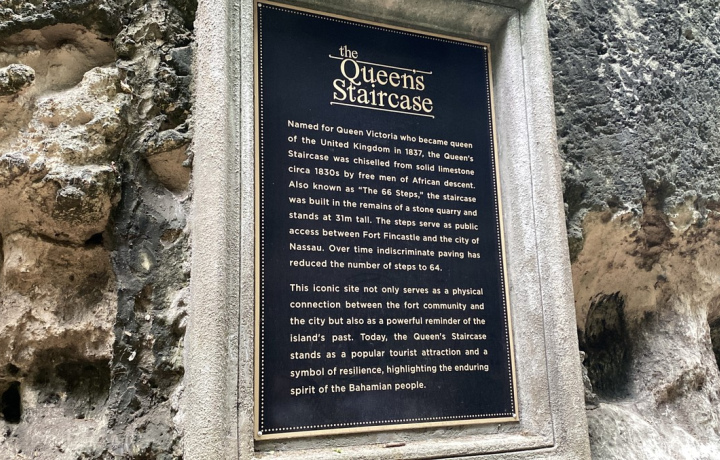 the
Queens
Staircase
Named for Queen Victoria who became queen
of the United Kingdom in 1837, the Queen's
Staircase was chiselled from solid limestone
circa 1830s by free men of African descent.
Also known as "The 66 Steps," the staircase
was built in the remains of a stone quarry and
stands at 31m tall. The steps serve as public
access between Fort Fincastle and the city of
Nassau. Over time indiscriminate paving has
reduced the number of steps to 64.
This iconic site not only serves as a physical
connection between the fort community and
the city but also as a powerful reminder of the
island's past. Today, the Queen's Staircase
stands as a popular tourist attraction and a
symbol of resilience, highlighting the enduring
spirit of the Bahamian people.